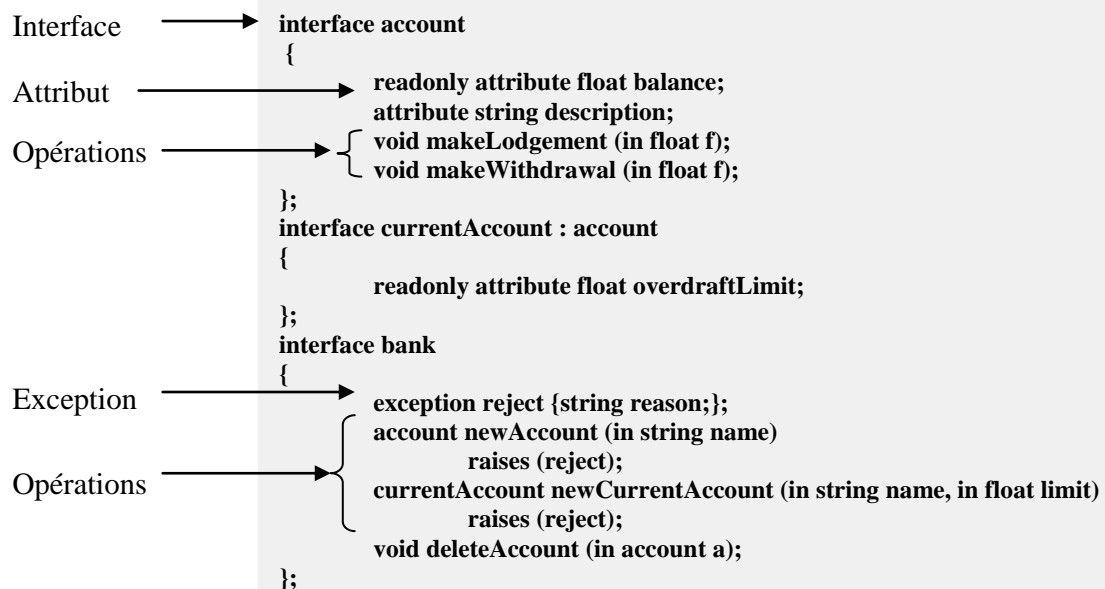 Interface
interface account
{
Attribut
readonly attribute float balance;
attribute string description;
Opérations
void makeLodgement (in float f);
void makeWithdrawal (in float f);
};
interface currentAccount : account
{
readonly attribute float overdraftLimit;
};
interface bank
{
Exception
exception reject {string reason;};
account newAccount (in string name)
raises (reject);
Opérations
currentAccount newCurrentAccount (in string name, in float limit)
raises (reject);
void deleteAccount (in account a);
};